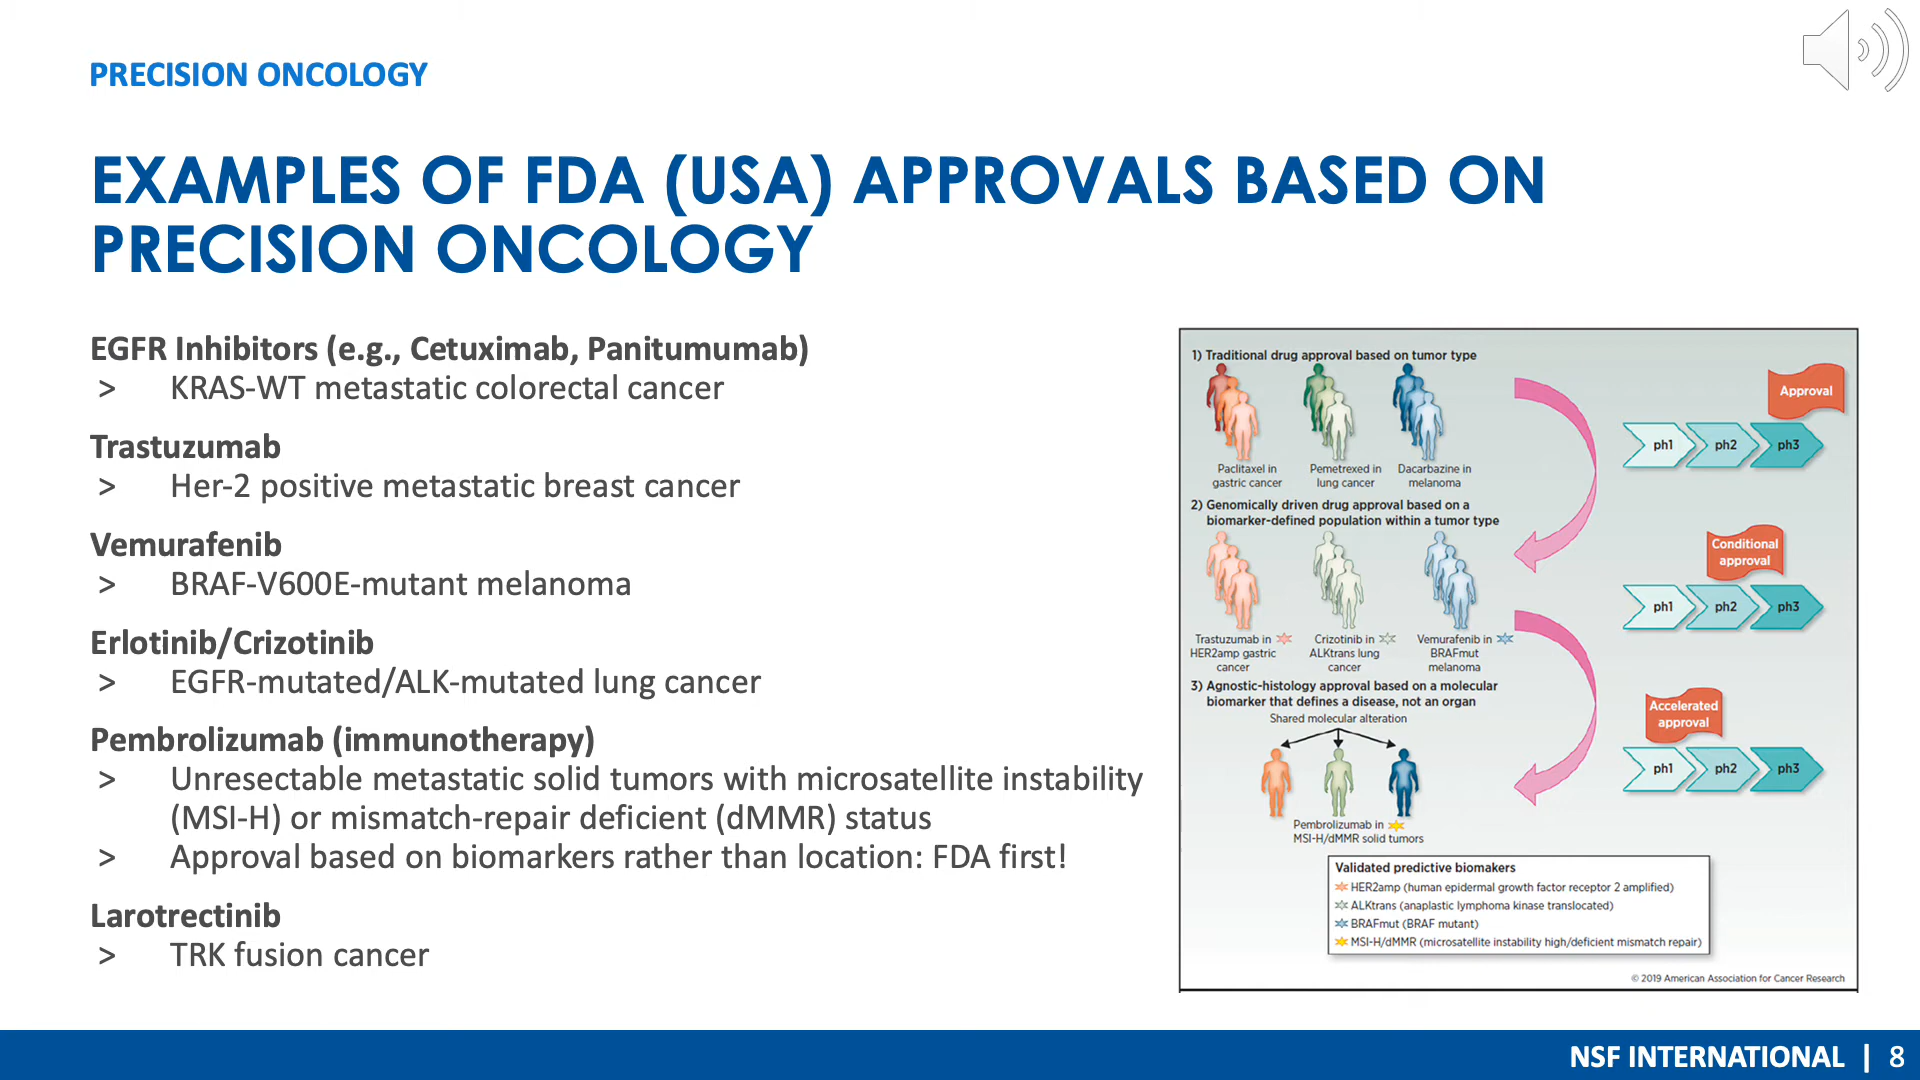 PRECISION ONCOLOGY
EXAMPLES OF FDA (USA) APPROVALS BASED ON
PRECISION ONCOLOGY
EGFR Inhibitors (e.g., Cetuximab, Panitumumab)
> KRAS-WT metastatic colorectal cancer
Trastuzumab
> Her-2 positive metastatic breast cancer
Vemurafenib
> BRAF-V600E-mutant melanoma
Erlotinib/Crizotinib
> EGFR-mutated/ALK-mutated lung cancer
Pembrolizumab (immunotherapy)
> Unresectable metastatic solid tumors with microsatellite instability
(MSI-H) or mismatch-repair deficient (dMMR) status
> Approval based on biomarkers rather than location: FDA first!
Larotrectinib
> TRK fusion cancer
1) Traditional drug approval based on tumor type
Paclitaxel in
gastric cancer
Pemetrexed in
lung cancer
Dacarbazine in
melanoma
Approval
ph1 ph2 ph3
2) Genomically driven drug approval based on a
biomarker-defined population within a tumor type
Trastuzumab in
HER2amp gastric
cancer
Crizotinib in
ALKtrans lung
cancer
Vemurafenib in
BRAFmut
melanoma
Conditional
approval
ph1 ph2 ph3
3) Agnostic-histology approval based on a molecular
biomarker that defines a disease, not an organ
Shared molecular alteration
Pembrolizumab in
MSI-H/dMMR solid tumors
Accelerated
approval
ph1 ph2 ph3
Validated predictive biomakers
HER2amp (human epidermal growth factor receptor 2 amplified)
ALKtrans (anaplastic lymphoma kinase translocated)
BRAFmut (BRAF mutant)
MSI-H/dMMR (microsatellite instability high/deficient mismatch repair)
© 2019 American Association for Cancer Research
NSF INTERNATIONAL | 8